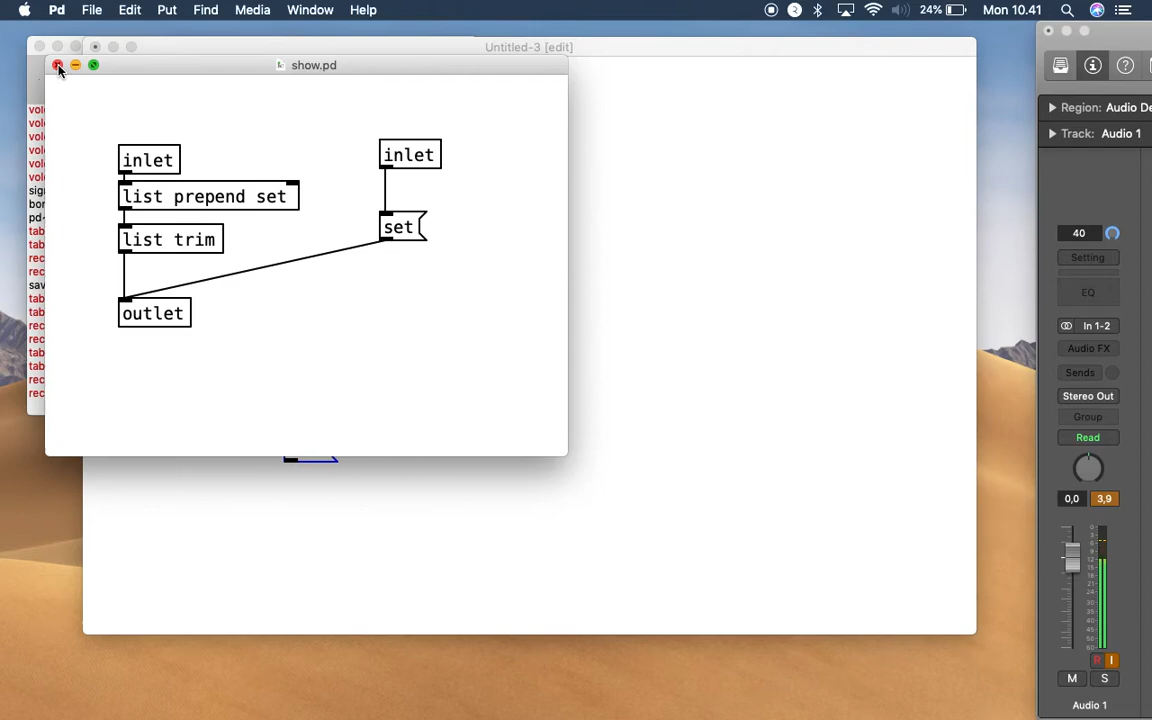 Pd File Edit Put Find Media Window Help 24% Mon 10.41
Untitled-3 [edit]
show.pd
inlet
list prepend set
list trim
outlet
inlet
set
Region: Audio De
Track: Audio 1
40
Setting
EQ
In 1-2
Audio FX
Sends
Stereo Out
Group
Read
0,0 3,9
R I
M S
Audio 1